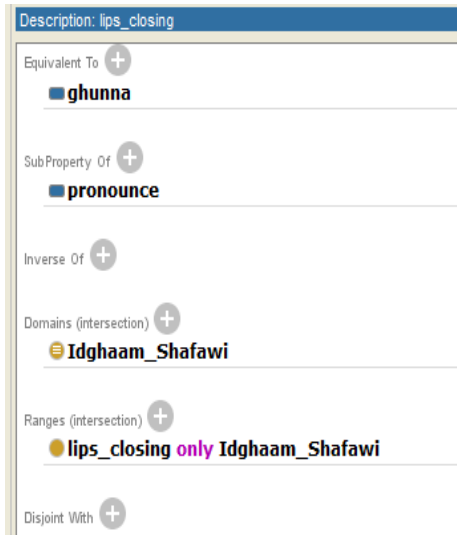 Description: lips_closing
Equivalent To
ghunna
SubProperty Of
pronounce
Inverse Of
Domains (intersection)
Idghaam_Shafawi
Ranges (intersection)
lips_closing only Idghaam_Shafawi
Disjoint With